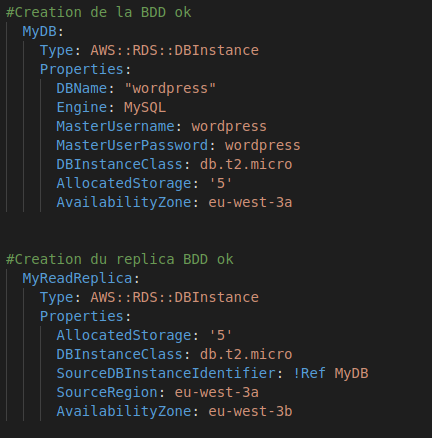 #Creation de la BDD ok
MyDB:
Type: AWS::RDS::DBInstance
Properties:
DBName: "wordpress"
Engine: MySQL
MasterUsername: wordpress
MasterUserPassword: wordpress
DBInstanceClass: db.t2.micro
AllocatedStorage: '5'
AvailabilityZone: eu-west-3a
#Creation du replica BDD ok
MyReadReplica:
Type: AWS::RDS::DBInstance
Properties:
AllocatedStorage: '5'
DBInstanceClass: db.t2.micro
SourceDBInstanceIdentifier: !Ref MyDB
SourceRegion: eu-west-3a
AvailabilityZone: eu-west-3b